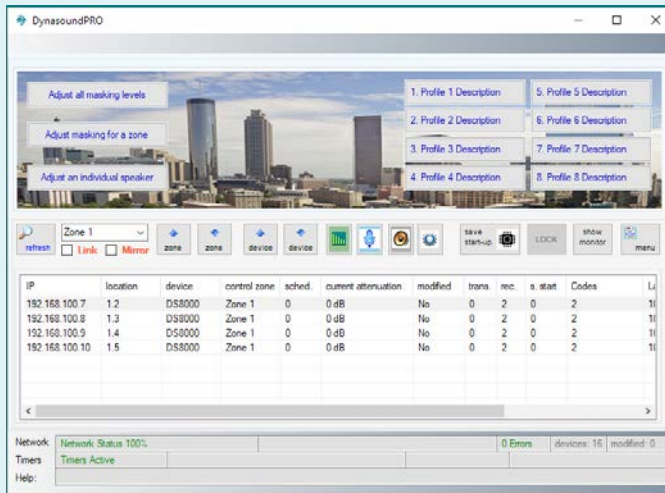 DynasoundPRO
Adjust all masking levels
Adjust masking for a zone
Adjust an individual speaker
1. Profile 1 Description
5. Profile 5 Description
2. Profile 2 Description
6. Profile 6 Description
3. Profile 3 Description
7. Profile 7 Description
4. Profile 4 Description
8. Profile 8 Description
refresh
Zone 1
Link Mirror
zone
zone
device
device
save
start-up
LOCK
show
monitor
menu
IP location device control zone sched. current attenuation modified trans. rec. s. start Codes
192.168.100.7 1.2 DS8000 Zone 1 0 0 dB No 0 2 0 2
192.168.100.8 1.3 DS8000 Zone 1 0 0 dB No 0 2 0 2
192.168.100.9 1.4 DS8000 Zone 1 0 0 dB No 0 2 0 2
192.168.100.10 1.5 DS8000 Zone 1 0 0 dB No 0 2 0 2
Network Network Status 100% 0 Errors devices: 16 modified: 0
Timers Timers Active
Help: